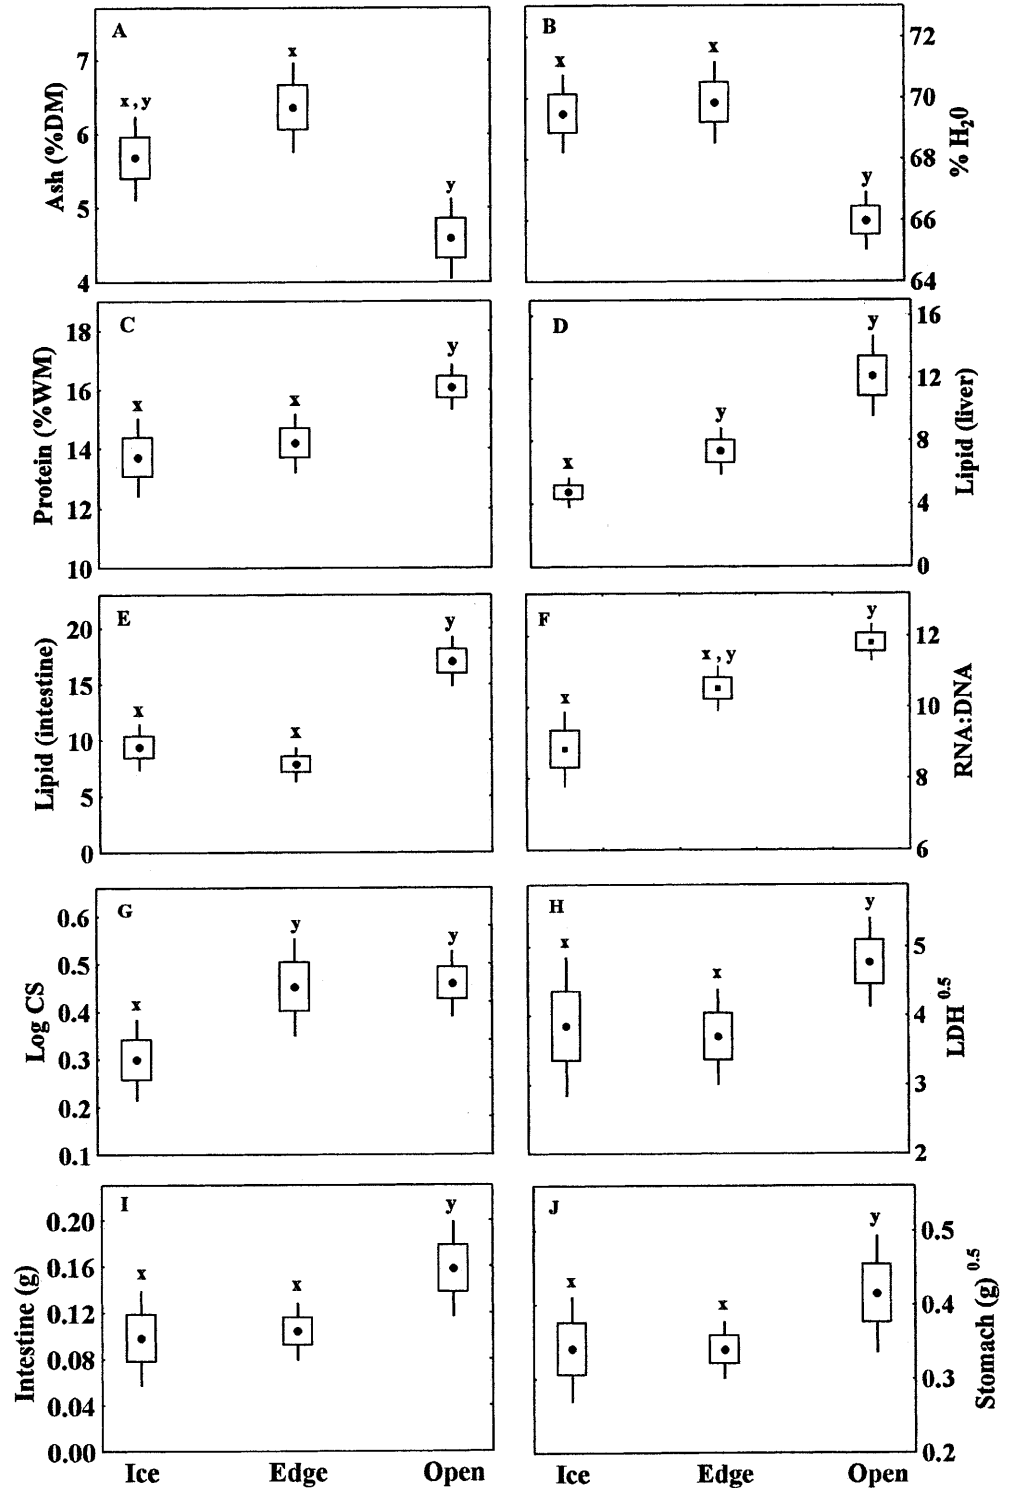 A
Ash (%DM)
7
6
5
4
x , y
x
y
B
% H20
72
70
68
66
64
x
x
y
C
Protein (%WM)
18
16
14
12
10
x
x
y
D
Lipid (liver)
16
12
8
4
0
x
y
y
E
Lipid (intestine)
20
15
10
5
0
x
x
y
F
RNA:DNA
12
10
8
6
x
x , y
y
G
Log CS
0.6
0.5
0.4
0.3
0.2
0.1
x
y
y
H
LDH 0.5
5
4
3
2
x
x
y
I
Intestine (g)
0.20
0.16
0.12
0.08
0.04
0.00
x
x
y
Ice Edge Open
J
Stomach (g) 0.5
0.5
0.4
0.3
0.2
x
x
y
Ice Edge Open